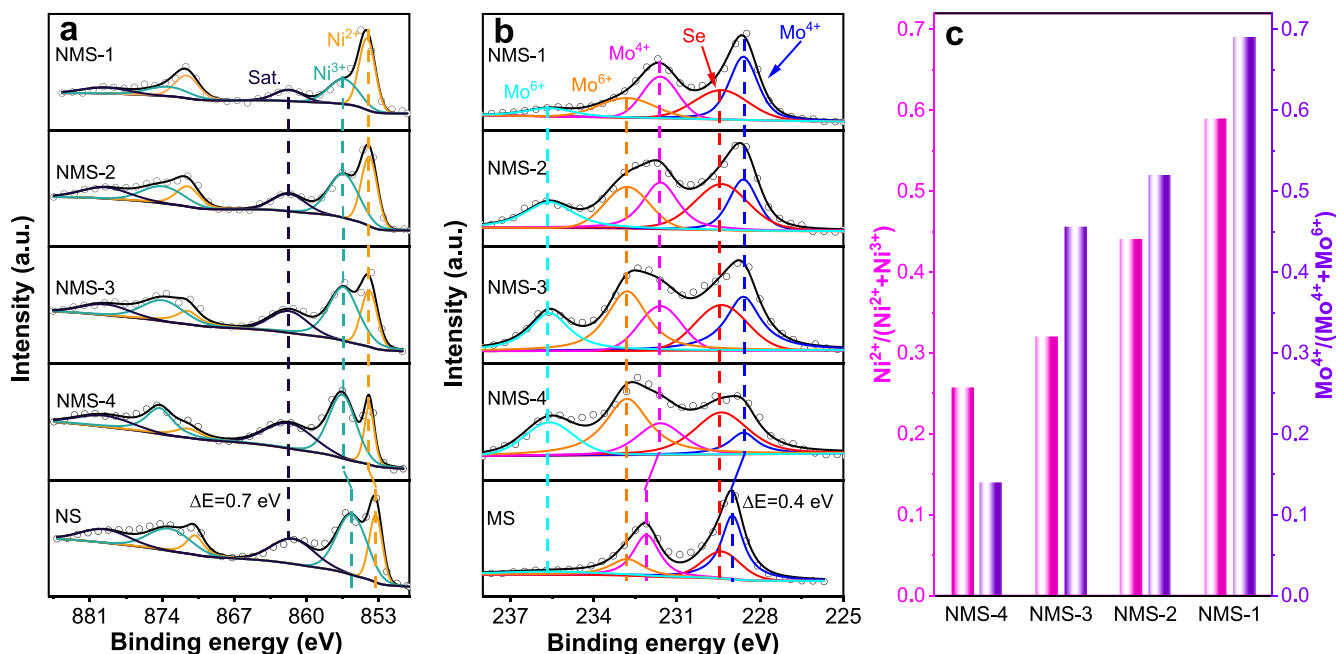 a
NMS-1
Ni²⁺
Ni³⁺
Sat.
NMS-2
NMS-3
NMS-4
NS
ΔE=0.7 eV
Intensity (a.u.)
881 874 867 860 853
Binding energy (eV)
b
NMS-1
Mo⁶⁺
Mo⁶⁺
Mo⁴⁺
Se
Mo⁴⁺
NMS-2
NMS-3
NMS-4
MS
ΔE=0.4 eV
Intensity (a.u.)
237 234 231 228 225
Binding energy (eV)
c
0.7
0.6
0.5
0.4
0.3
0.2
0.1
0.0
Ni²⁺/(Ni²⁺+Ni³⁺)
0.7
0.6
0.5
0.4
0.3
0.2
0.1
0.0
Mo⁴⁺/(Mo⁴⁺+Mo⁶⁺)
NMS-4 NMS-3 NMS-2 NMS-1